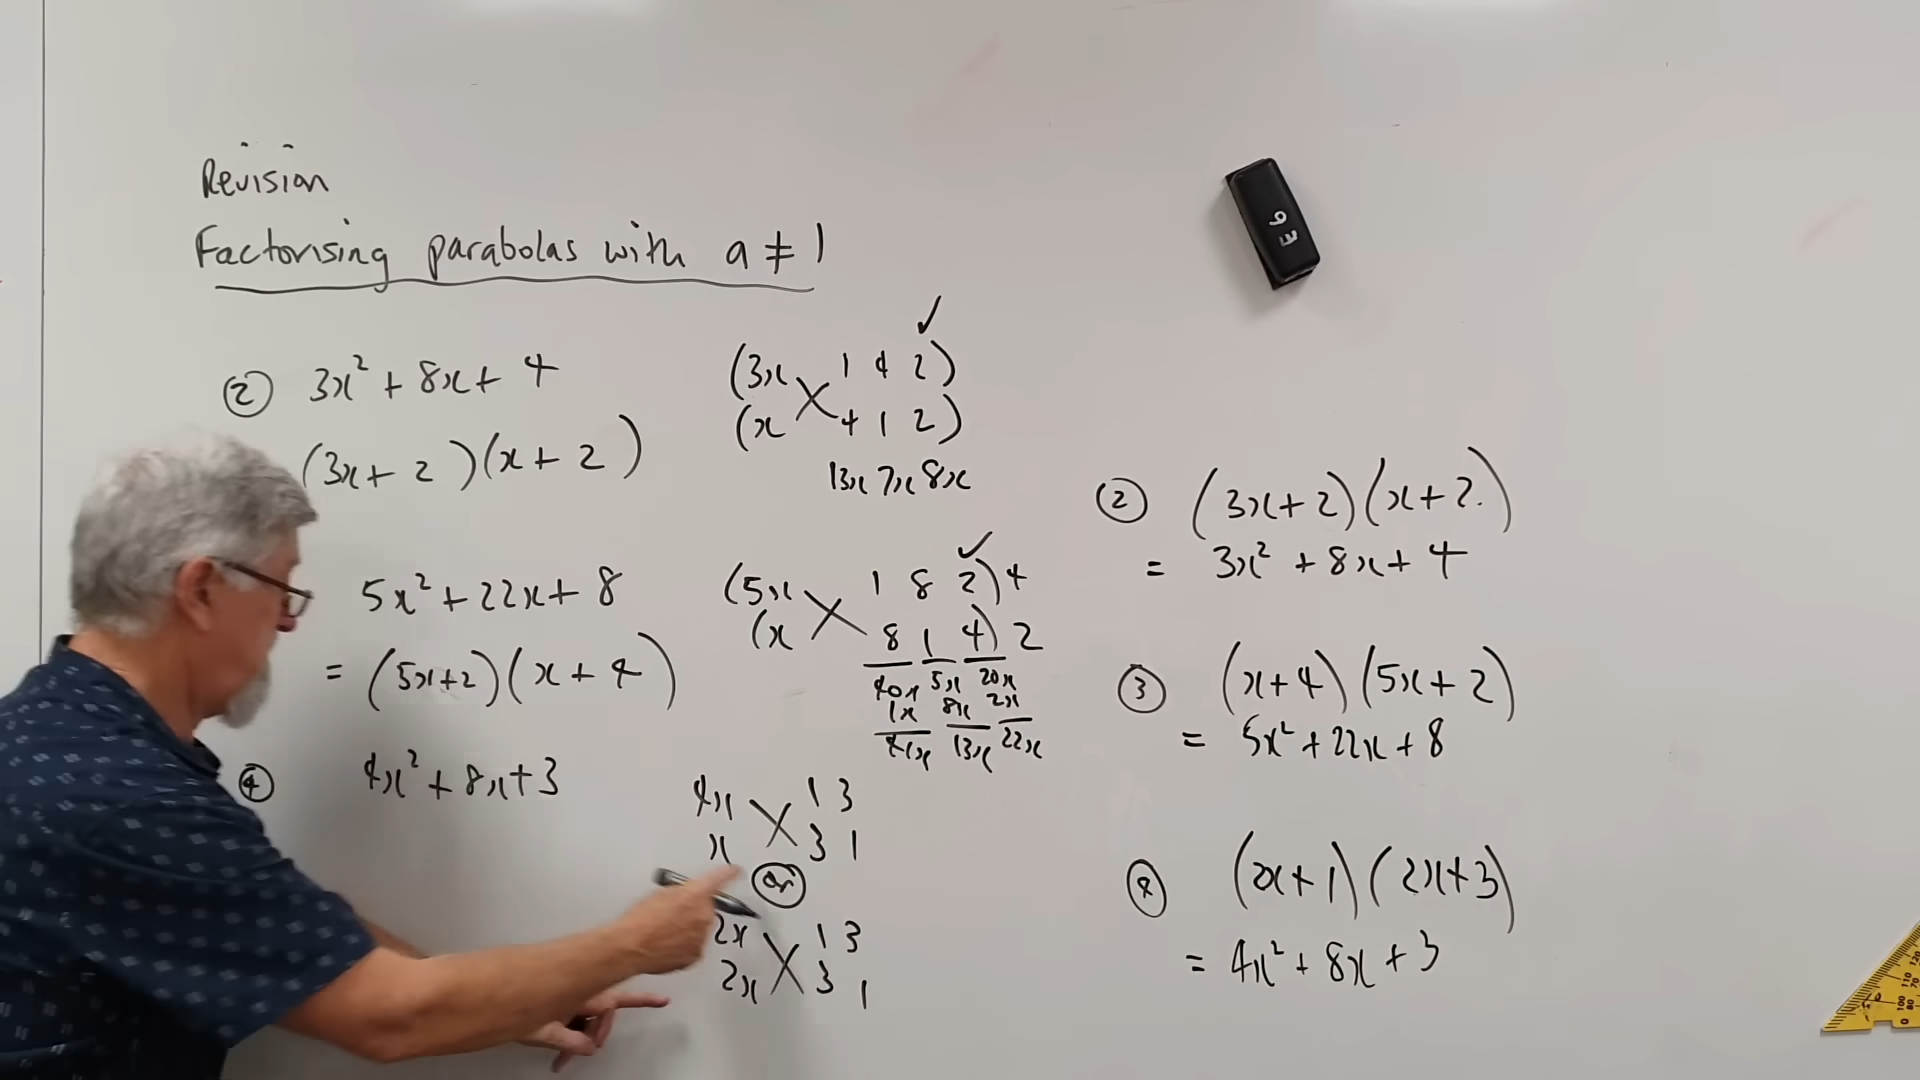 Revision
Factorising parabolas with a ≠ 1
② 3x² + 8x + 4
(3x + 2)(x + 2)
✓
(3x 1 4 2)
(x 4 1 2)
13x 7x 8x
5x² + 22x + 8
= (5x+2)(x + 4)
✓
(5x 1 8 2) 4
(x 8 1 4) 2
40x 5x 20x
1x 8x 2x
41x 13x 22x
④ 4x² + 8x + 3
4x 1 3
x 3 1
or
2x 1 3
2x 3 1
② (3x + 2)(x + 2)
= 3x² + 8x + 4
③ (x + 4)(5x + 2)
= 5x² + 22x + 8
④ (2x + 1)(2x + 3)
= 4x² + 8x + 3
93